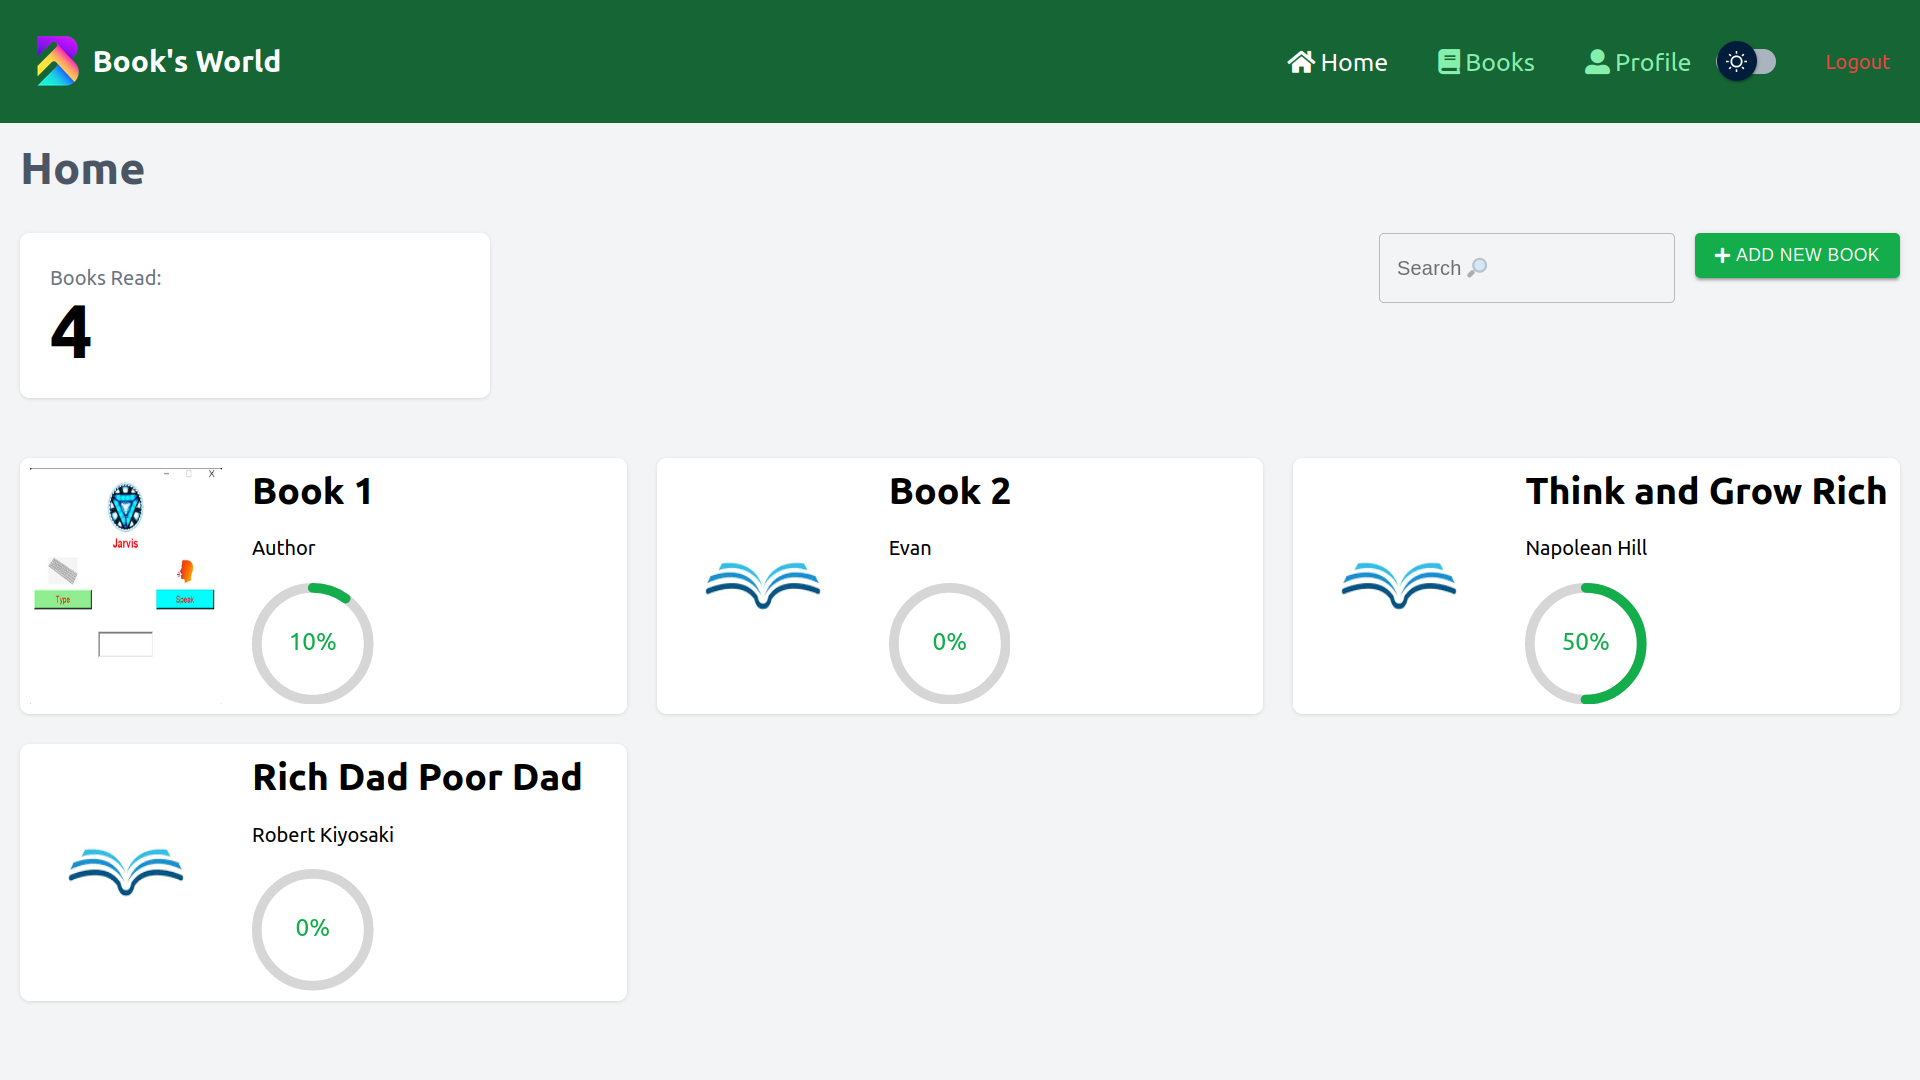 Book's World
Home
Books
Profile
Logout
Home
Books Read:
4
Search 🔎
ADD NEW BOOK
Jarvis
Type
Speak
Book 1
Author
10%
Book 2
Evan
0%
Think and Grow Rich
Napolean Hill
50%
Rich Dad Poor Dad
Robert Kiyosaki
0%